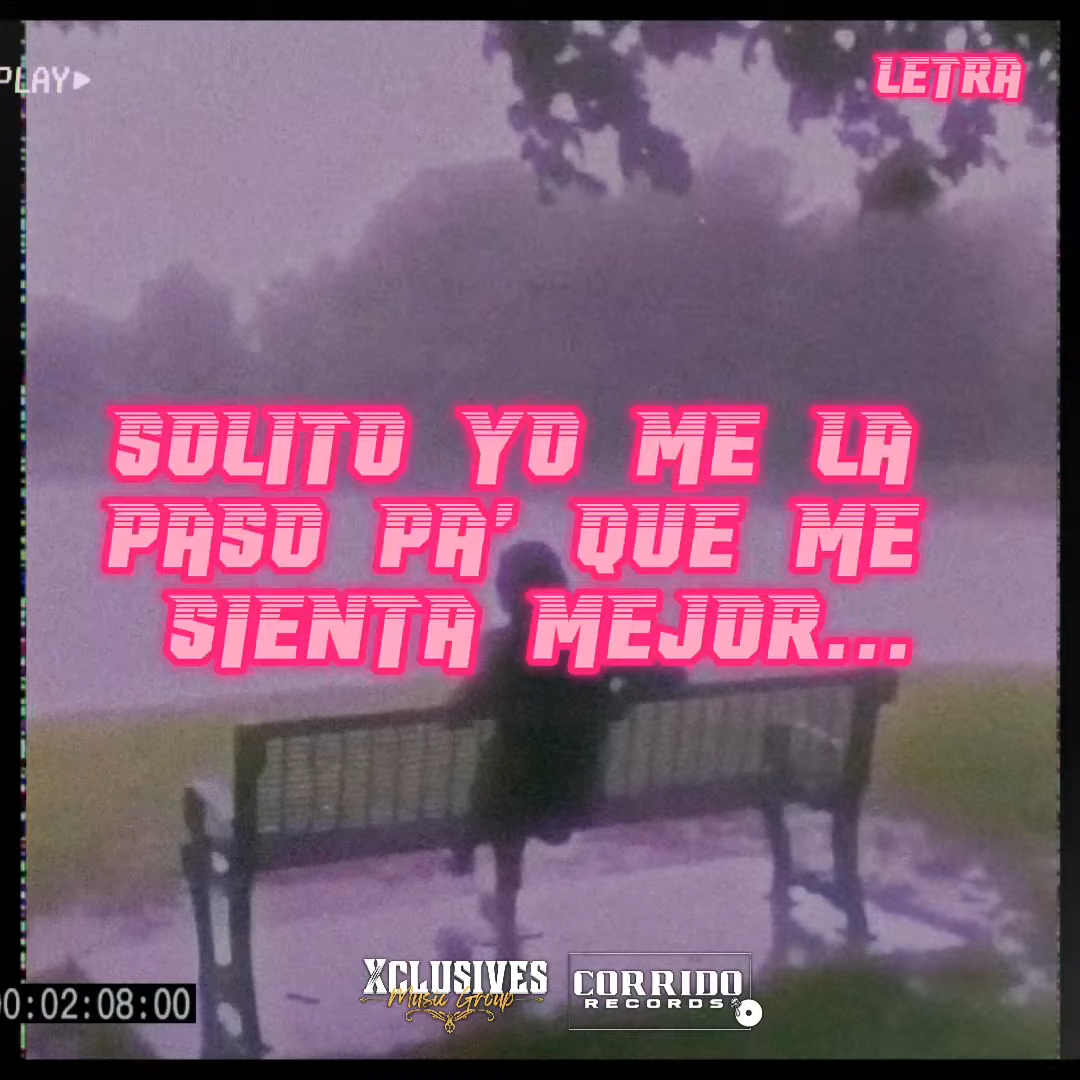 PLAY
LETRA
SOLITO YO ME LA
PASO PA' QUE ME
SIENTA MEJOR...
XCLUSIVES
Music Group
CORRIDO
RECORDS
00:02:08:00